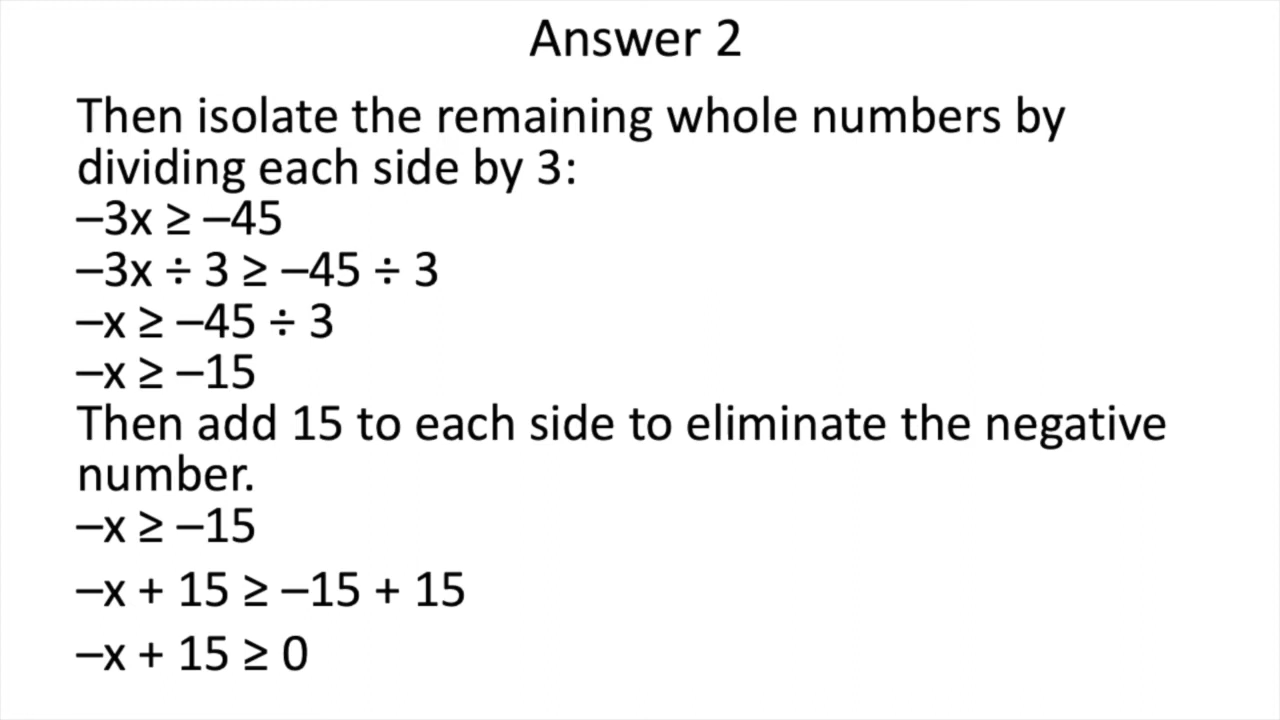 Answer 2
Then isolate the remaining whole numbers by
dividing each side by 3:
–3x ≥ –45
–3x ÷ 3 ≥ –45 ÷ 3
–x ≥ –45 ÷ 3
–x ≥ –15
Then add 15 to each side to eliminate the negative
number.
–x ≥ –15
–x + 15 ≥ –15 + 15
–x + 15 ≥ 0